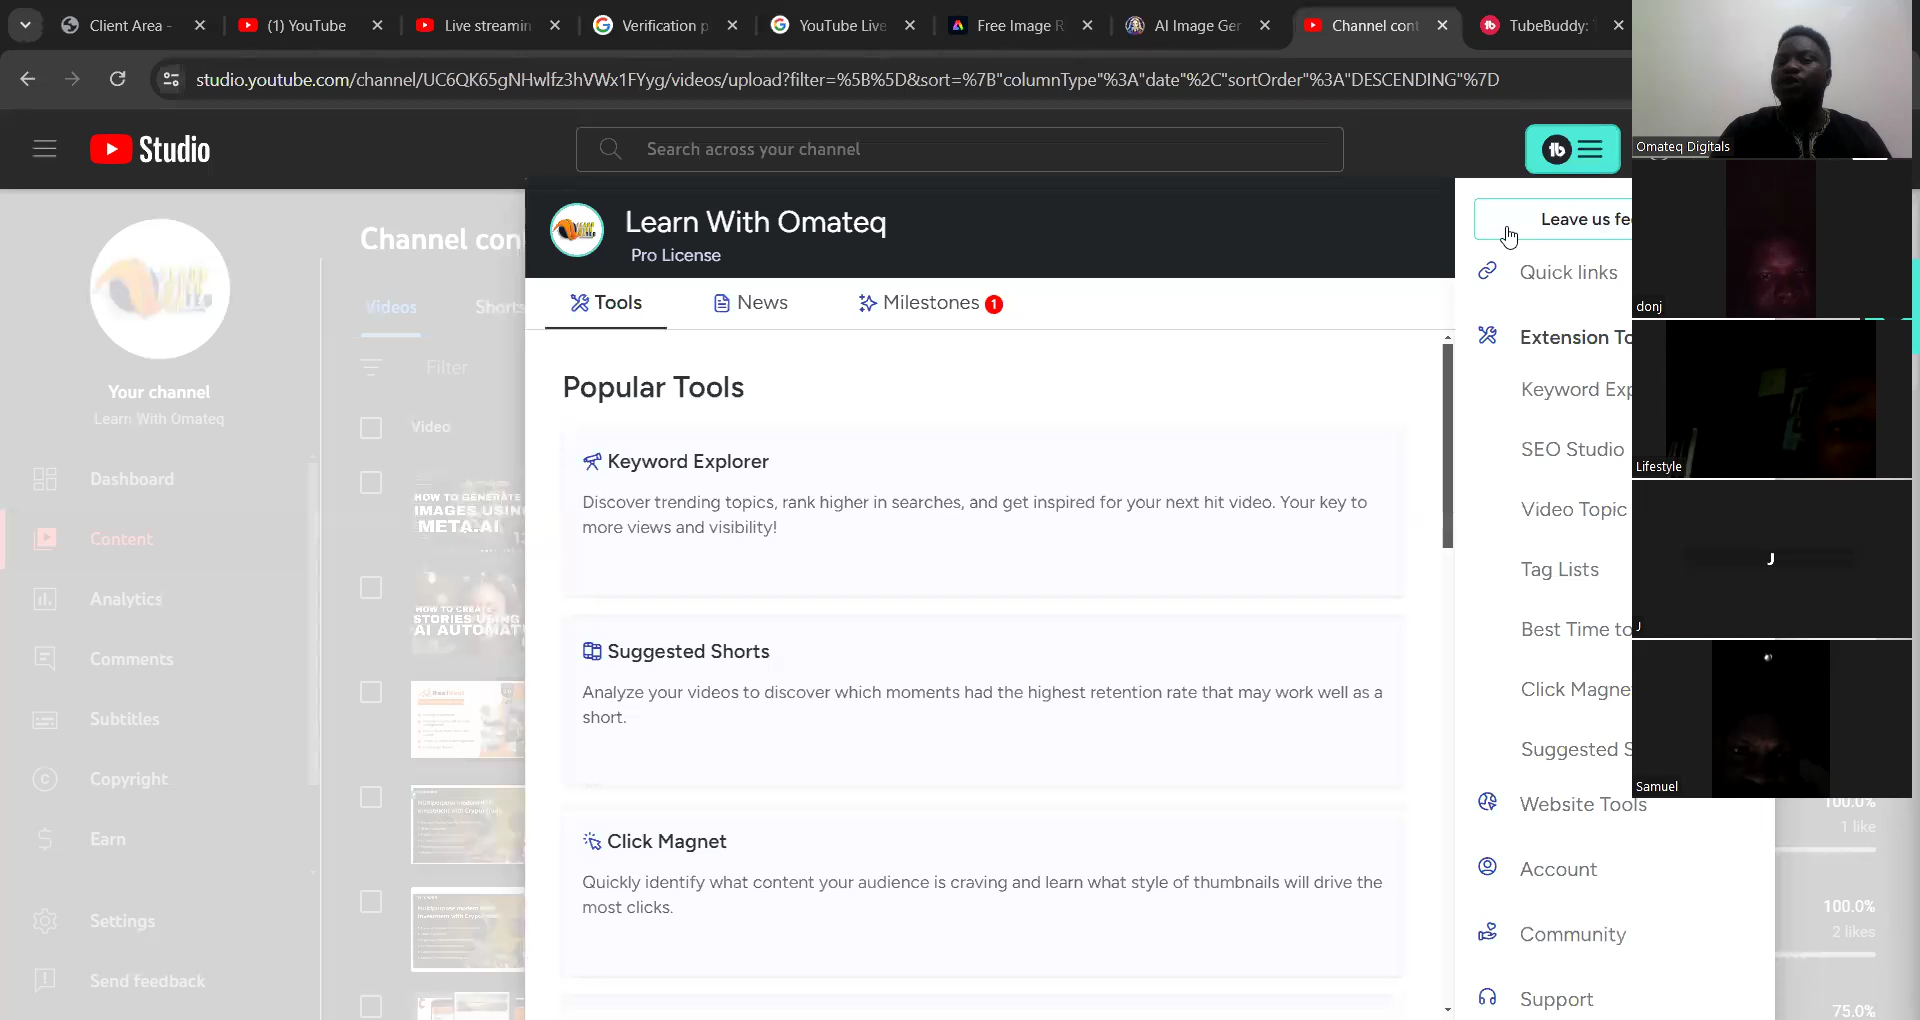 Client Area -
(1) YouTube
Live streamin
Verification p
YouTube Live
Free Image R
AI Image Ger
Channel cont
TubeBuddy:
studio.youtube.com/channel/UC6QK65gNHwlfz3hVWx1FYyg/videos/upload?filter=%5B%5D&sort=%7B"columnType"%3A"date"%2C"sortOrder"%3A"DESCENDING"%7D
Studio
Search across your channel
tb
Omateq Digitals
donj
Lifestyle
J
J
Samuel
Your channel
Learn With Omateq
Dashboard
Content
Analytics
Comments
Subtitles
Copyright
Earn
Settings
Send feedback
Channel con
Videos
Shorts
Filter
Video
HOW TO GENERATE
IMAGES USING
META.AI
HOW TO CREATE
STORIES USING
AI AUTOMAT
Learn With Omateq
Pro License
Tools
News
Milestones 1
Popular Tools
Keyword Explorer
Discover trending topics, rank higher in searches, and get inspired for your next hit video. Your key to
more views and visibility!
Suggested Shorts
Analyze your videos to discover which moments had the highest retention rate that may work well as a
short.
Click Magnet
Quickly identify what content your audience is craving and learn what style of thumbnails will drive the
most clicks.
Leave us fe
Quick links
Extension To
Keyword Exp
SEO Studio
Video Topic
Tag Lists
Best Time to
Click Magne
Suggested S
Website Tools
Account
Community
Support
100.0%
1 like
100.0%
2 likes
75.0%